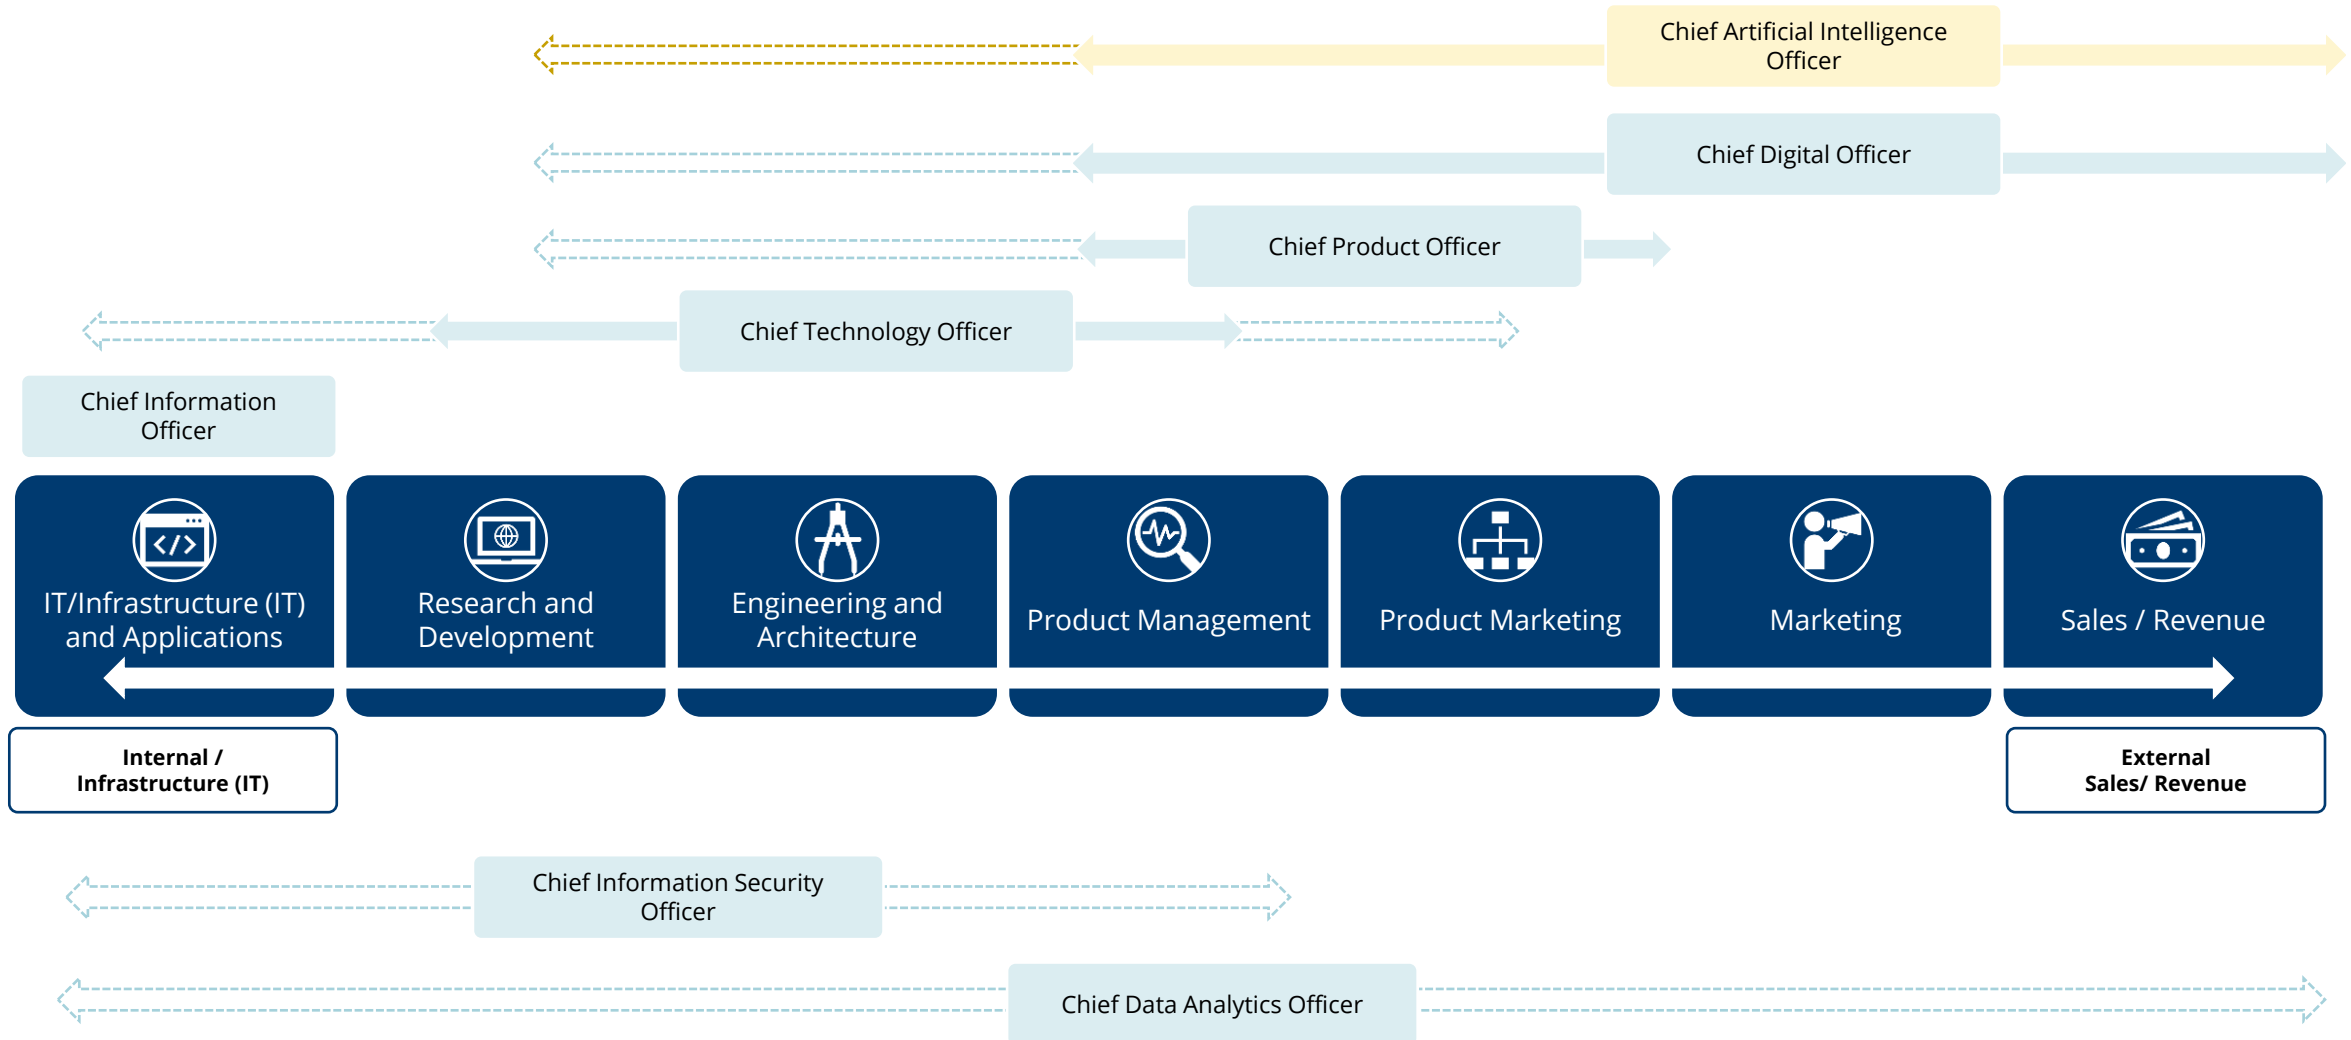 Chief Artificial Intelligence
Officer
Chief Digital Officer
Chief Product Officer
Chief Technology Officer
Chief Information
Officer
IT/Infrastructure (IT)
and Applications
Research and
Development
Engineering and
Architecture
Product Management
Product Marketing
Marketing
Sales / Revenue
Internal /
Infrastructure (IT)
External
Sales/ Revenue
Chief Information Security
Officer
Chief Data Analytics Officer